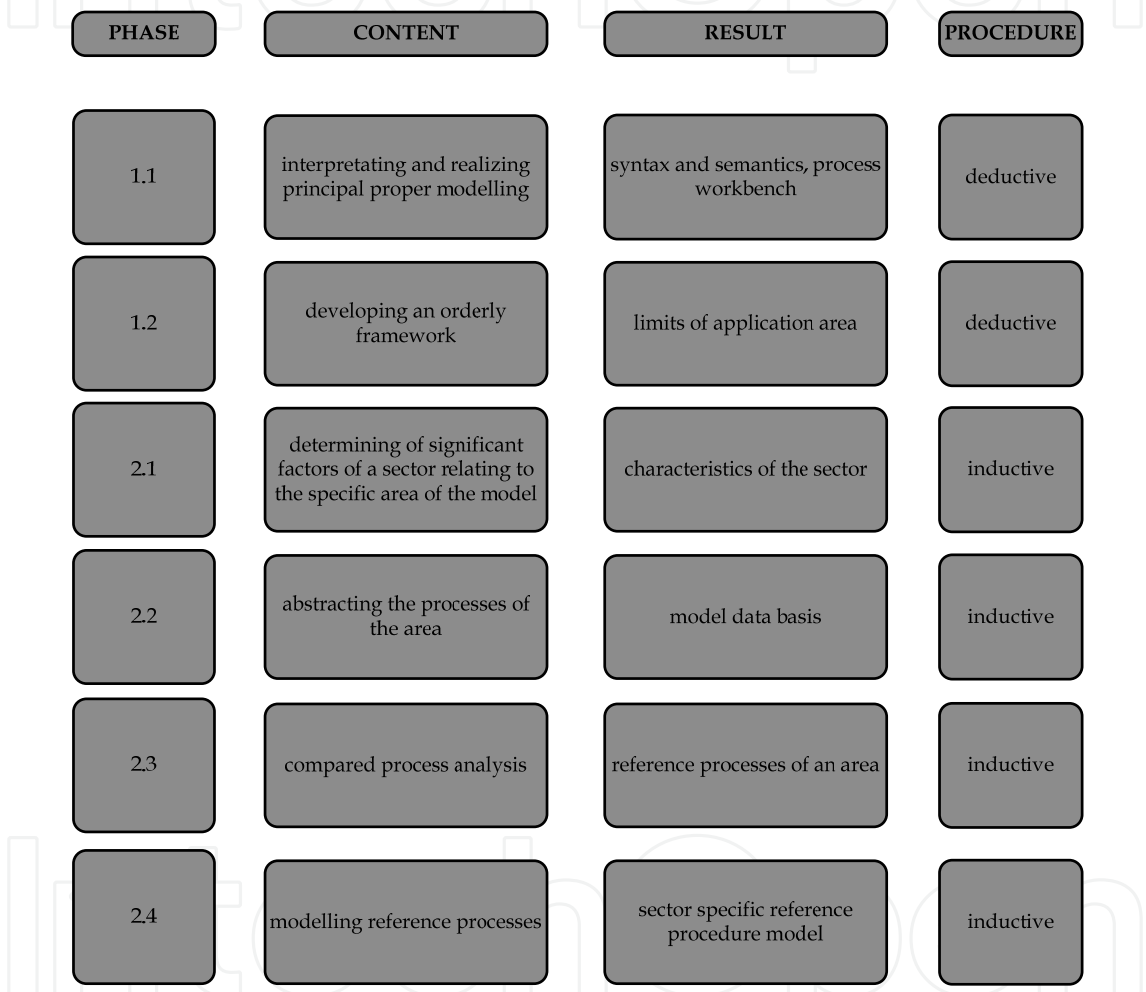 PHASE CONTENT RESULT PROCEDURE
1.1
interpretating and realizing
principal proper modelling
syntax and semantics, process
workbench
deductive
1.2
developing an orderly
framework
limits of application area
deductive
2.1
determining of significant
factors of a sector relating to
the specific area of the model
characteristics of the sector
inductive
2.2
abstracting the processes of
the area
model data basis
inductive
2.3
compared process analysis
reference processes of an area
inductive
2.4
modelling reference processes
sector specific reference
procedure model
inductive